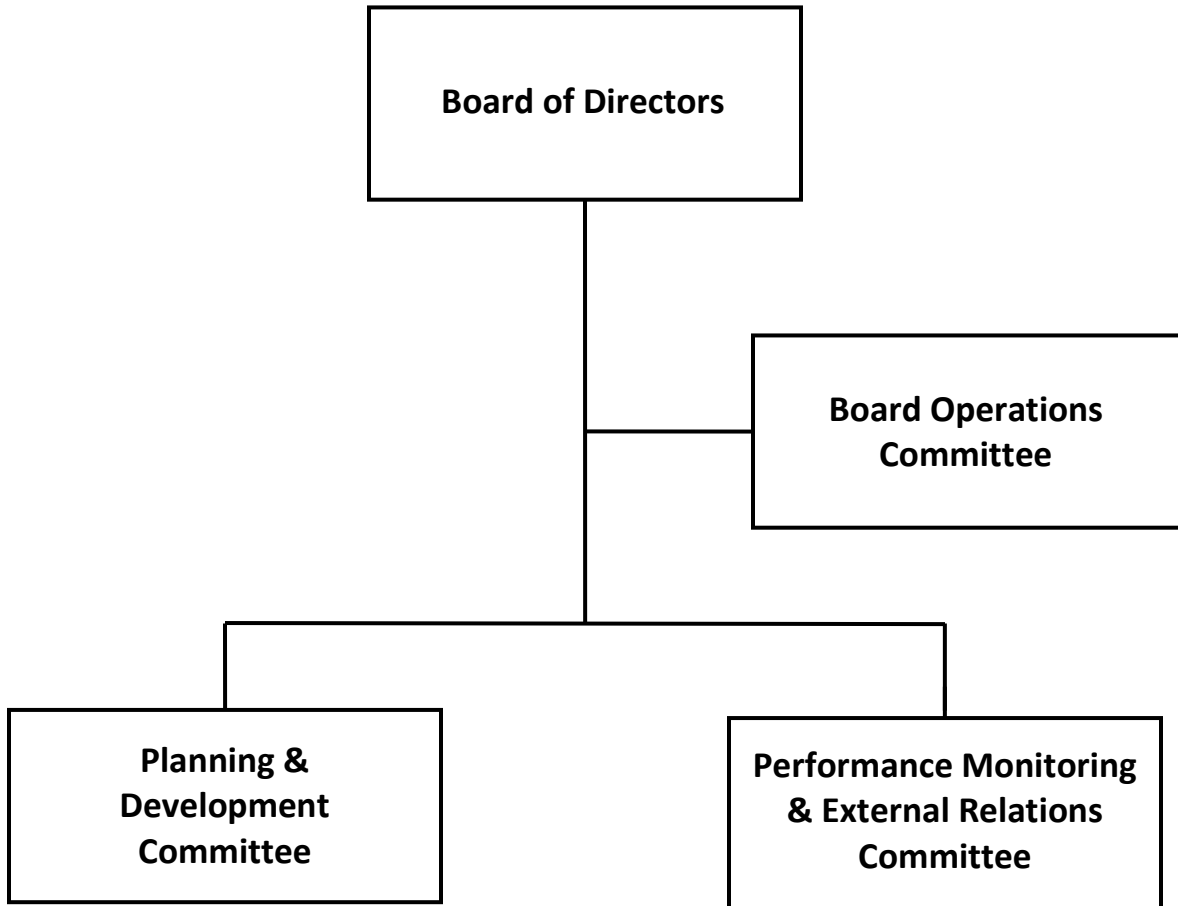 Board of Directors
Board Operations
Committee
Planning &
Development
Committee
Performance Monitoring
& External Relations
Committee